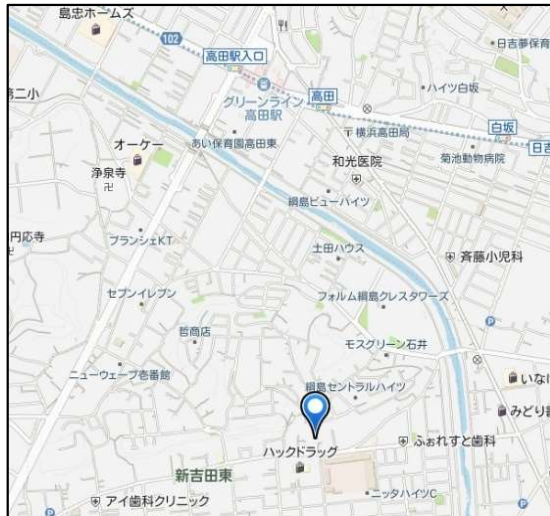 島忠ホームズ
102
高田駅入口
日吉夢保育
第二小
グリーンライン
高田駅
高田
ハイツ白坂
オーケー
あい保育園高田東
〒横浜高田局
白坂
日吉
浄泉寺
和光医院
菊池動物病院
綱島ビューハイツ
円応寺
プランシェKT
土田ハウス
斉藤小児科
セブンイレブン
フォルム綱島クレスタワーズ
哲商店
モスグリーン石井
ニューウェーブ壱番館
綱島セントラルハイツ
いなげ
みどり
ハックドラッグ
ふぉれすと歯科
新吉田東
アイ歯科クリニック
ニッタハイツC
P
P